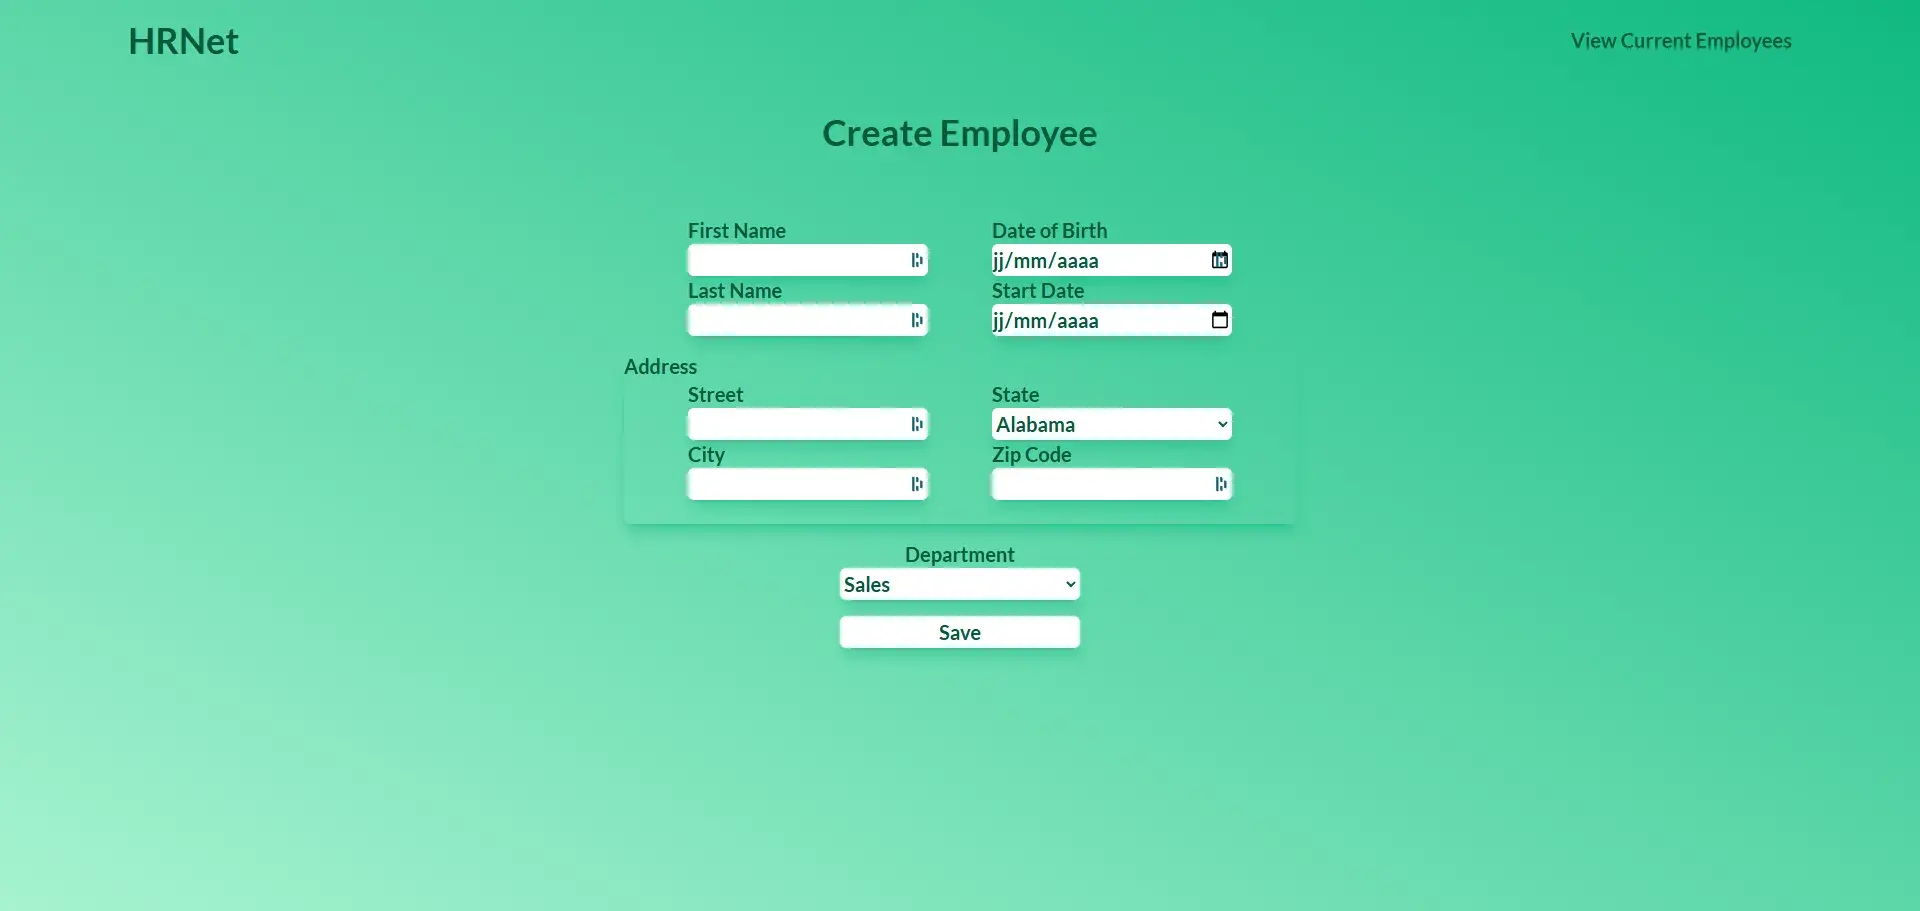 HRNet
View Current Employees
Create Employee
First Name
Date of Birth
jj/mm/aaaa
Last Name
Start Date
jj/mm/aaaa
Address
Street
State
Alabama
City
Zip Code
Department
Sales
Save